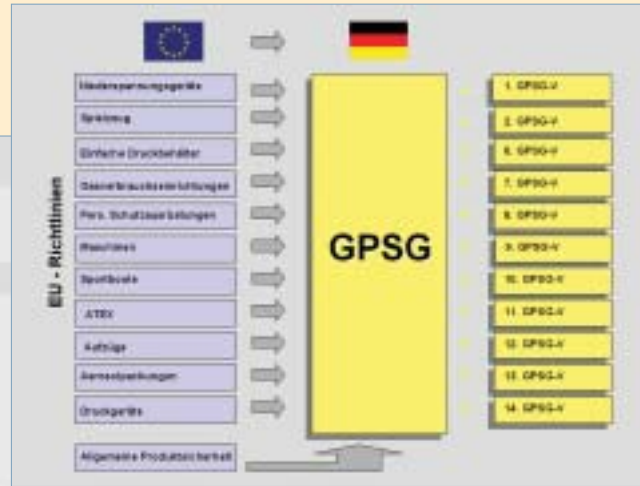 EU - Richtlinien
Niederspannungsgeräte
Spielzeug
Einfache Druckbehälter
Gasverbrauchseinrichtungen
Pers. Schutzausrüstungen
Maschinen
Sportboote
ATEX
Aufzüge
Aerosolpackungen
Druckgeräte
Allgemeine Produktsicherheit
GPSG
1. GPSG-V
2. GPSG-V
6. GPSG-V
7. GPSG-V
8. GPSG-V
9. GPSG-V
10. GPSG-V
11. GPSG-V
12. GPSG-V
13. GPSG-V
14. GPSG-V